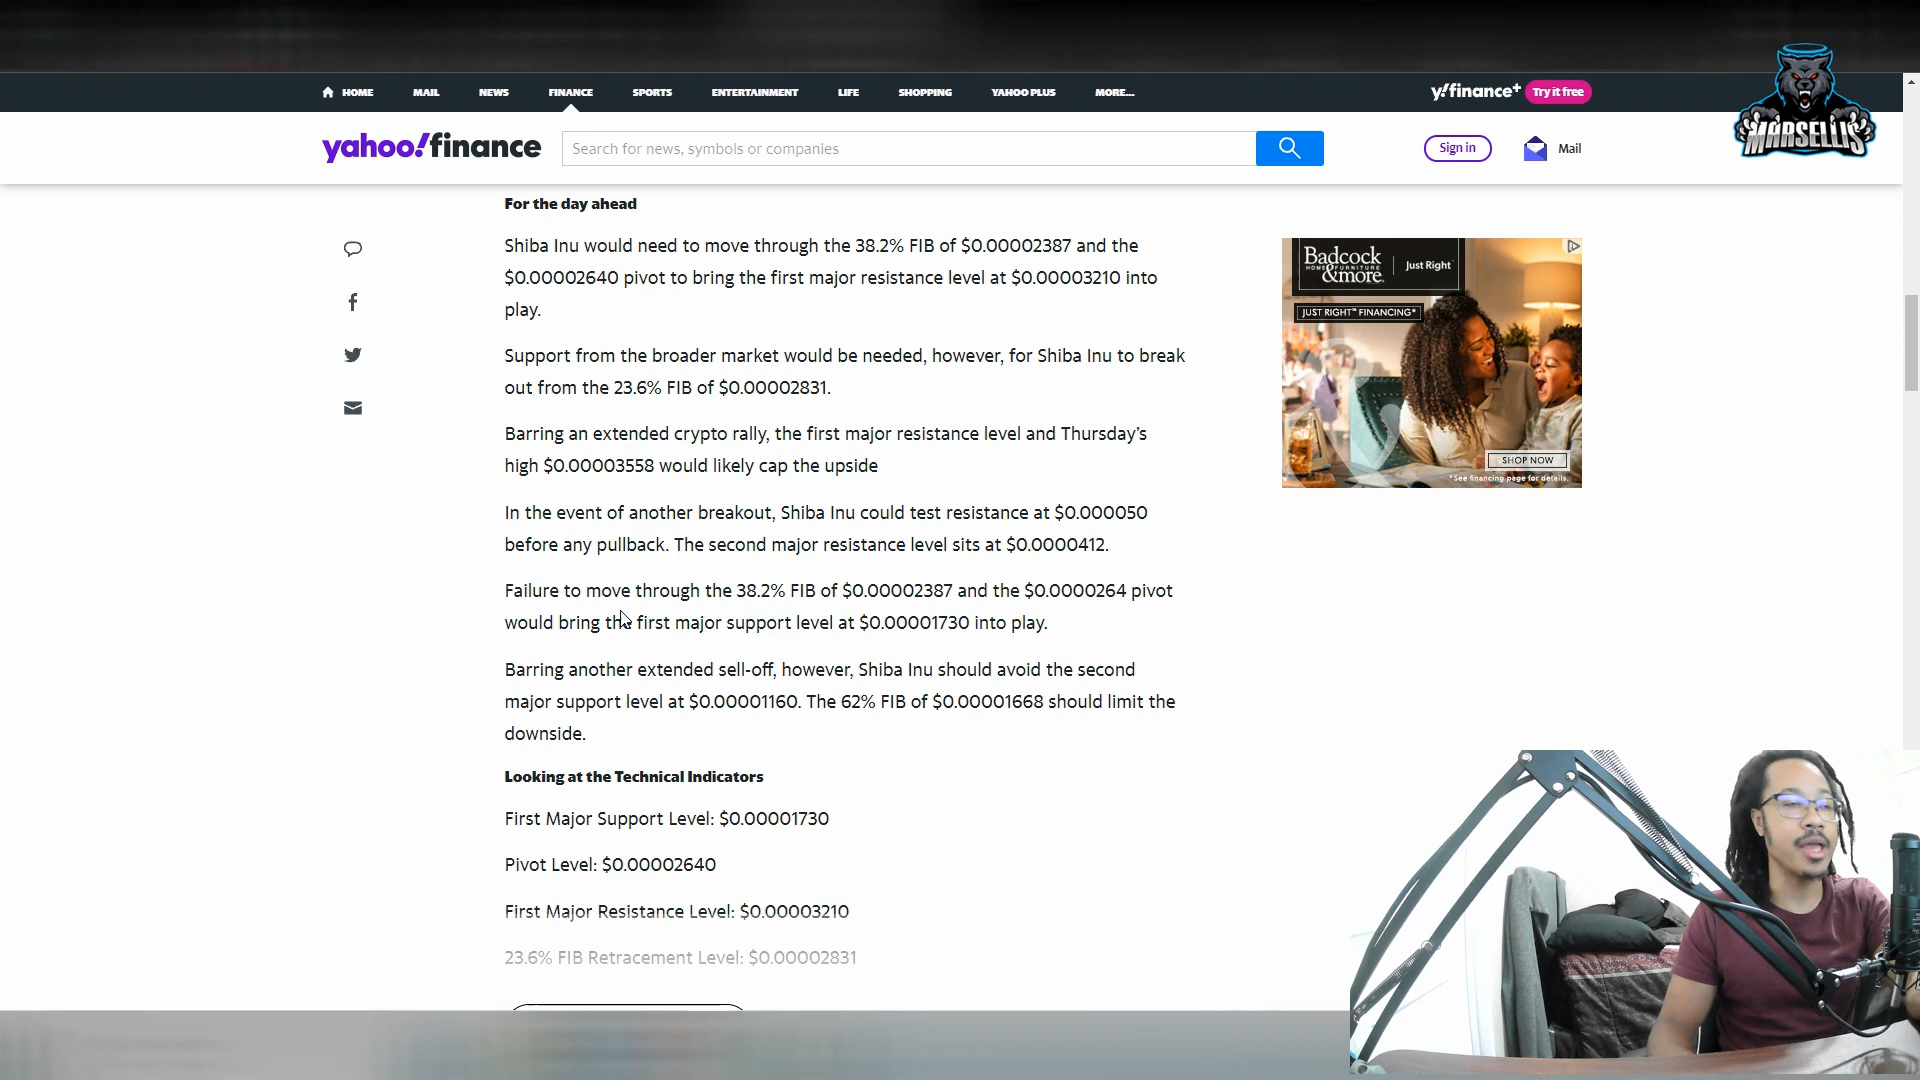 HOME MAIL NEWS FINANCE SPORTS ENTERTAINMENT LIFE SHOPPING YAHOO PLUS MORE... y!finance+ Try it free
MARSELLIS
yahoo!finance Search for news, symbols or companies Sign in Mail
For the day ahead
Shiba Inu would need to move through the 38.2% FIB of $0.00002387 and the
$0.00002640 pivot to bring the first major resistance level at $0.00003210 into
play.
Support from the broader market would be needed, however, for Shiba Inu to break
out from the 23.6% FIB of $0.00002831.
Barring an extended crypto rally, the first major resistance level and Thursday's
high $0.00003558 would likely cap the upside
In the event of another breakout, Shiba Inu could test resistance at $0.000050
before any pullback. The second major resistance level sits at $0.0000412.
Failure to move through the 38.2% FIB of $0.00002387 and the $0.0000264 pivot
would bring the first major support level at $0.00001730 into play.
Barring another extended sell-off, however, Shiba Inu should avoid the second
major support level at $0.00001160. The 62% FIB of $0.00001668 should limit the
downside.
Looking at the Technical Indicators
First Major Support Level: $0.00001730
Pivot Level: $0.00002640
First Major Resistance Level: $0.00003210
23.6% FIB Retracement Level: $0.00002831
Badcock
HOME FURNITURE
&more.
Just Right
JUST RIGHT™ FINANCING*
SHOP NOW
*See financing page for details.